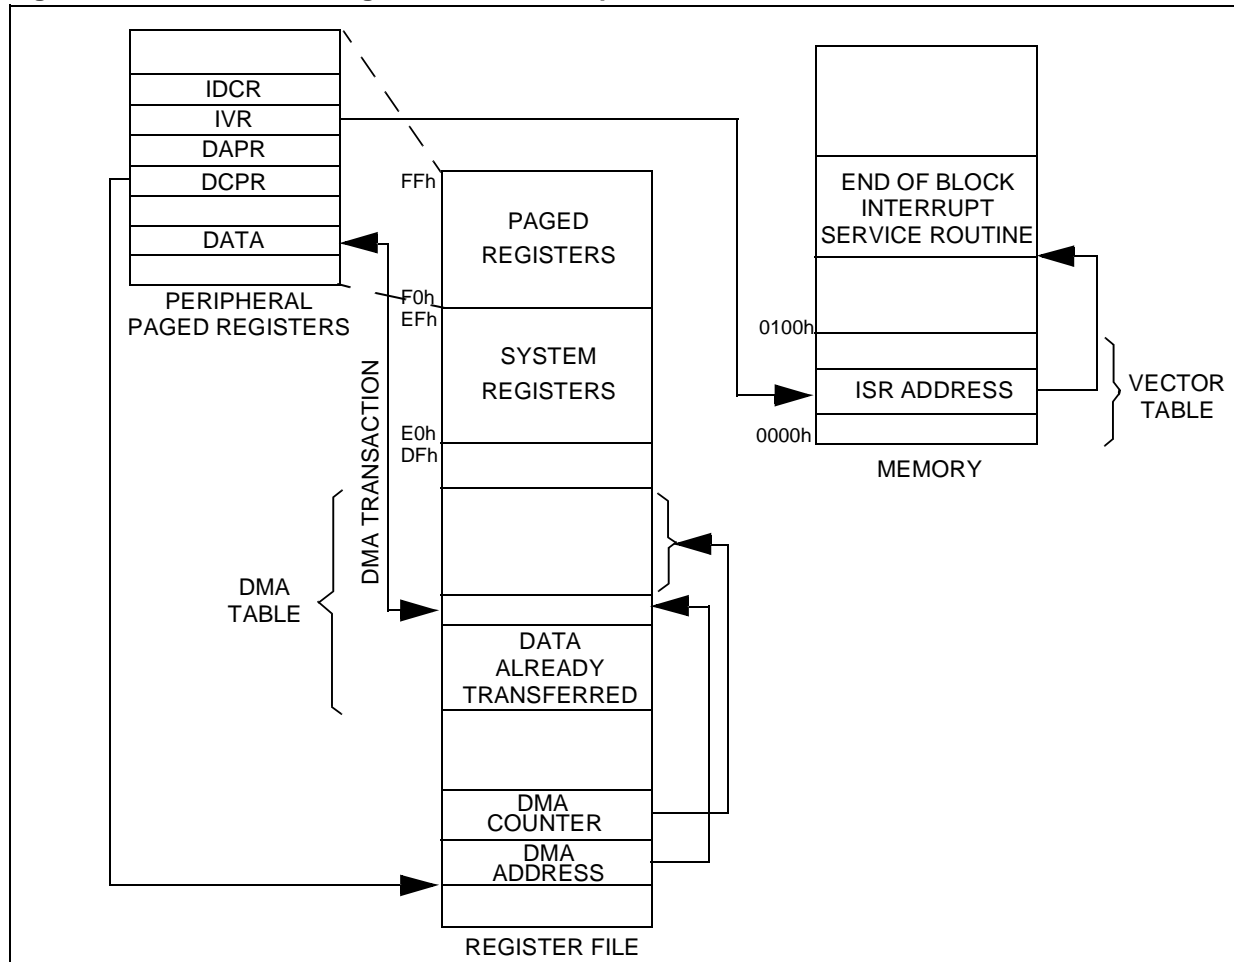 IDCR
IVR
DAPR
DCPR
DATA
PERIPHERAL
PAGED REGISTERS
DMA TRANSACTION
DMA
TABLE
FFh
F0h
EFh
E0h
DFh
PAGED
REGISTERS
SYSTEM
REGISTERS
DATA
ALREADY
TRANSFERRED
DMA
COUNTER
DMA
ADDRESS
REGISTER FILE
END OF BLOCK
INTERRUPT
SERVICE ROUTINE
0100h
ISR ADDRESS
0000h
MEMORY
VECTOR
TABLE